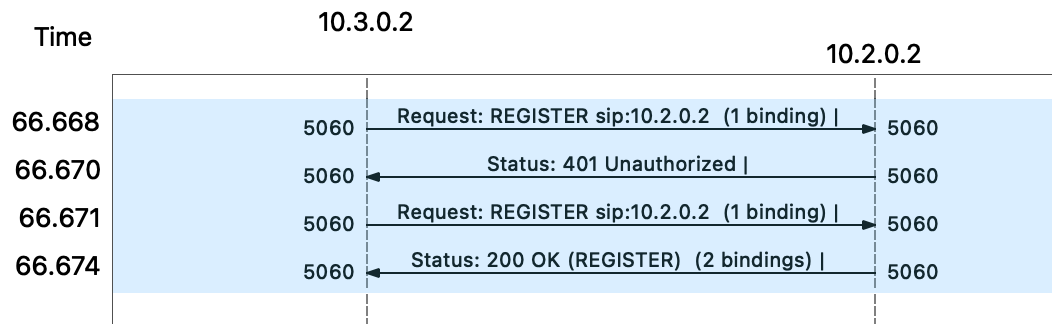 10.3.0.2
Time
10.2.0.2
66.668 5060 Request: REGISTER sip:10.2.0.2 (1 binding) | 5060
66.670 5060 Status: 401 Unauthorized | 5060
66.671 5060 Request: REGISTER sip:10.2.0.2 (1 binding) | 5060
66.674 5060 Status: 200 OK (REGISTER) (2 bindings) | 5060